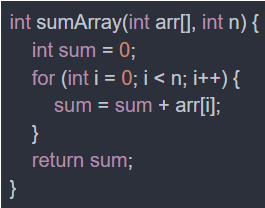 int sumArray(int arr[], int n) {
    int sum = 0;
    for (int i = 0; i < n; i++) {
        sum = sum + arr[i];
    }
    return sum;
}